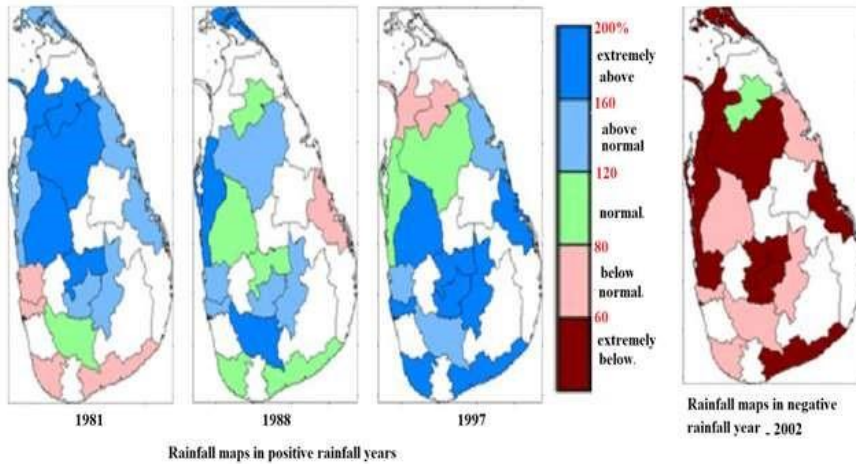 200%
extremely
above
160
above
normal
120
normal.
80
below
normal.
60
extremely
below.
1981
1988
1997
Rainfall maps in positive rainfall years
Rainfall maps in negative
rainfall year - 2002